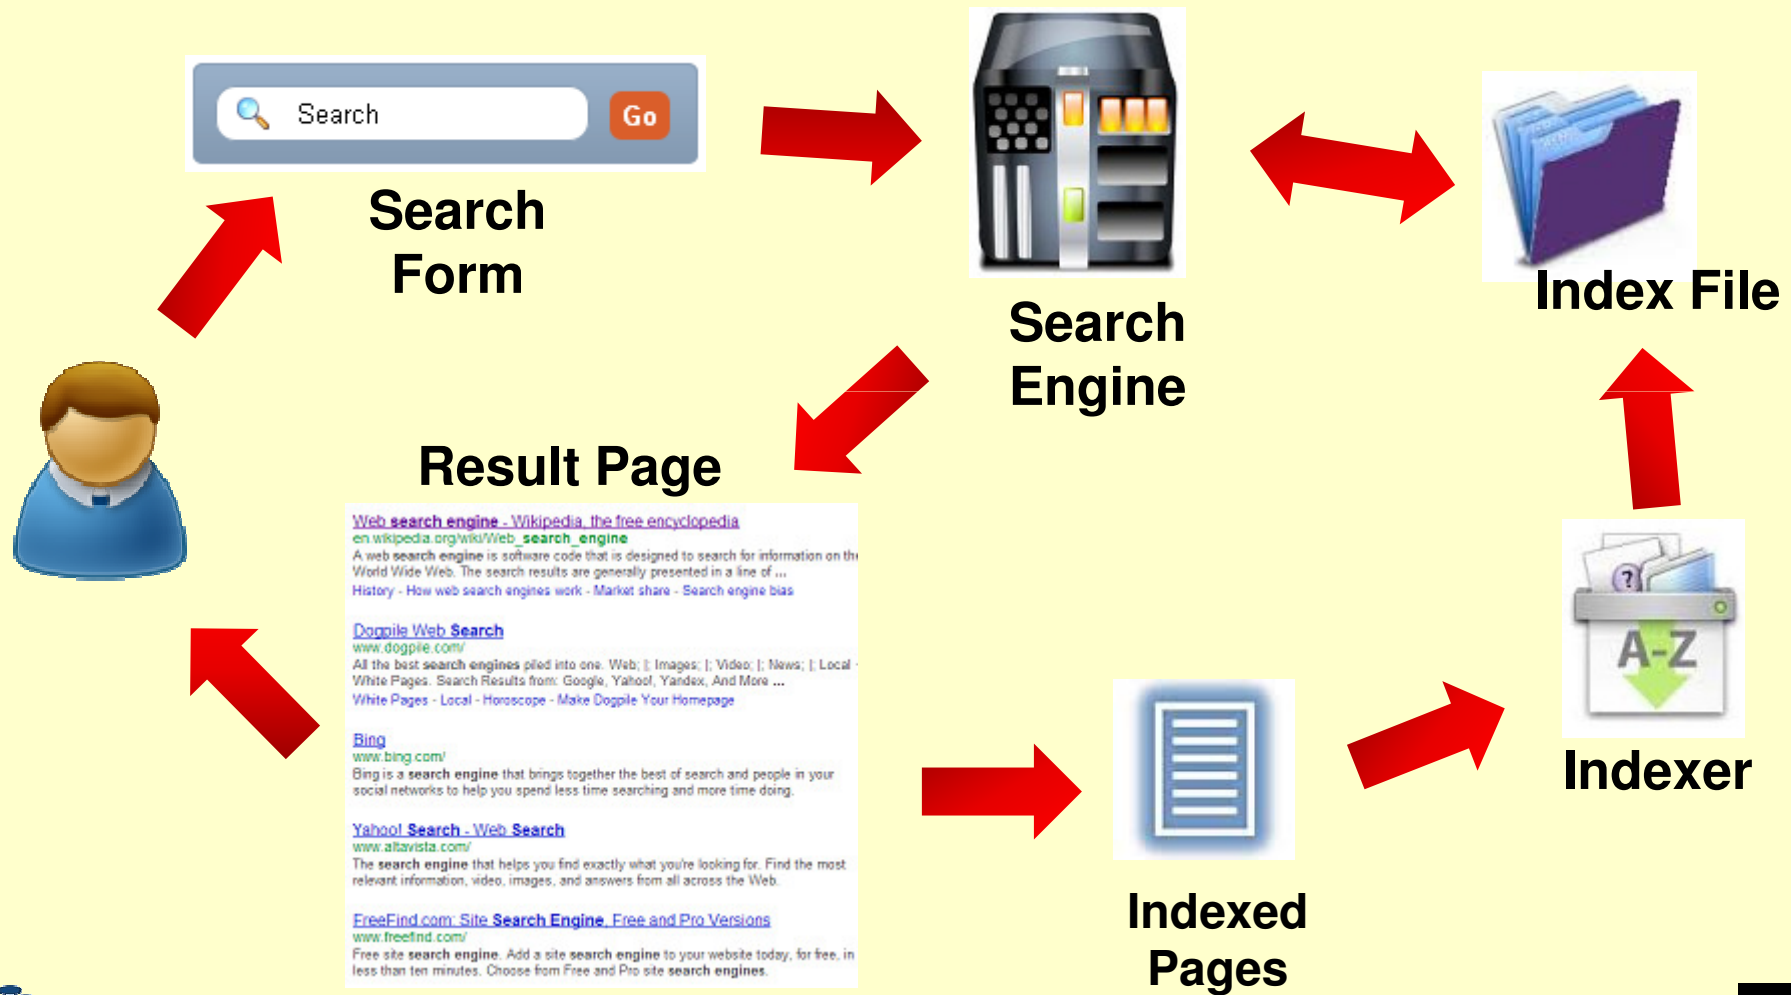 Search
Go
Search
Form
Search
Engine
Index File
Result Page
Web search engine - Wikipedia, the free encyclopedia
en.wikipedia.org/wiki/Web_search_engine
A web search engine is software code that is designed to search for information on the
World Wide Web. The search results are generally presented in a line of ...
History - How web search engines work - Market share - Search engine bias
Dogpile Web Search
www.dogpile.com/
All the best search engines piled into one. Web; |; Images; |; Video; |; News; |; Local -
White Pages. Search Results from: Google, Yahoo!, Yandex, And More ...
White Pages - Local - Horoscope - Make Dogpile Your Homepage
Bing
www.bing.com/
Bing is a search engine that brings together the best of search and people in your
social networks to help you spend less time searching and more time doing.
Yahoo! Search - Web Search
www.altavista.com/
The search engine that helps you find exactly what you're looking for. Find the most
relevant information, video, images, and answers from all across the Web.
FreeFind.com: Site Search Engine, Free and Pro Versions
www.freefind.com/
Free site search engine. Add a site search engine to your website today, for free, in
less than ten minutes. Choose from Free and Pro site search engines.
?
A-Z
Indexer
Indexed
Pages